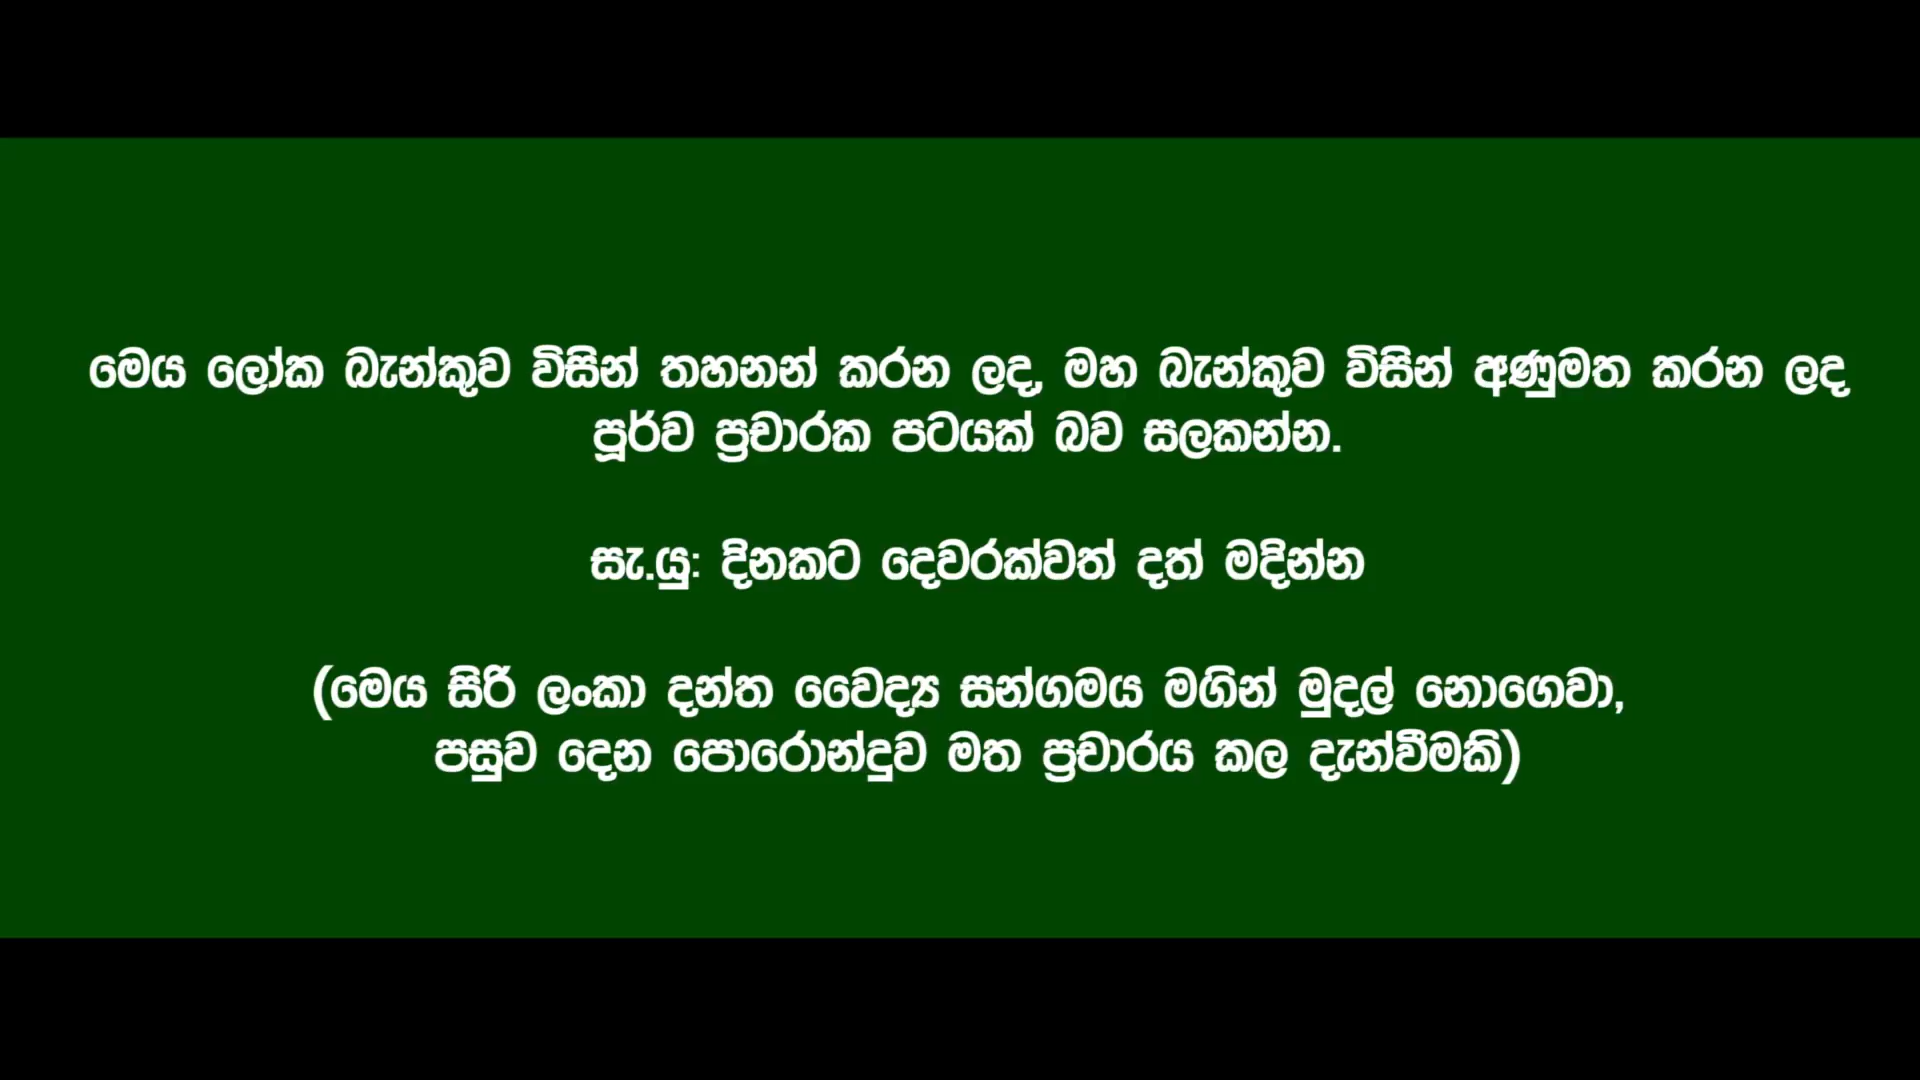 මෙය ලෝක බැන්කුව විසින් තහනන් කරන ලද, මහ බැන්කුව විසින් අණුමත කරන ලද
පූර්ව ප්‍රචාරක පටයක් බව සලකන්න.
සැ.යු: දිනකට දෙවරක්වත් දත් මදින්න
(මෙය සිරි ලංකා දන්ත වෛද්‍ය සන්ගමය මගින් මුදල් නොගෙවා,
පසුව දෙන පොරොන්දුව මත ප්‍රචාරය කල දැන්වීමකි)